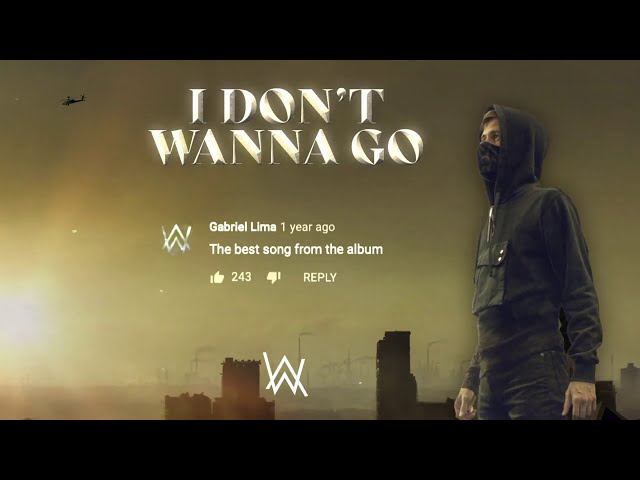 I DON'T
WANNA GO
Gabriel Lima 1 year ago
The best song from the album
243 REPLY